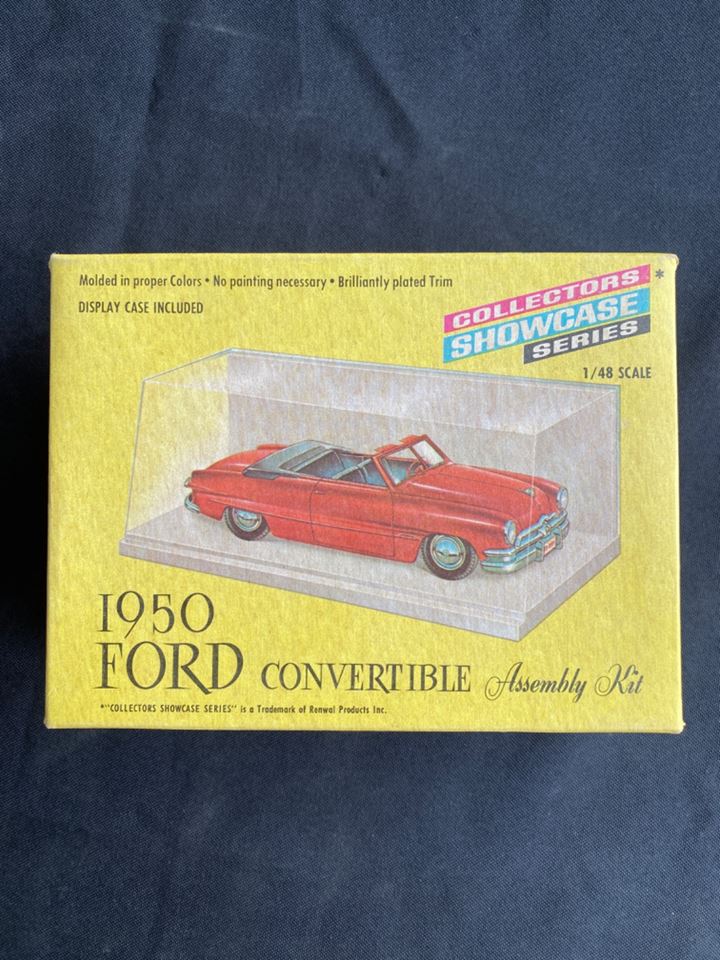 Molded in proper Colors • No painting necessary • Brilliantly plated Trim
DISPLAY CASE INCLUDED
COLLECTORS *
SHOWCASE
SERIES
1/48 SCALE
1950
FORD CONVERTIBLE Assembly Kit
*"COLLECTORS SHOWCASE SERIES" is a Trademark of Renwal Products Inc.